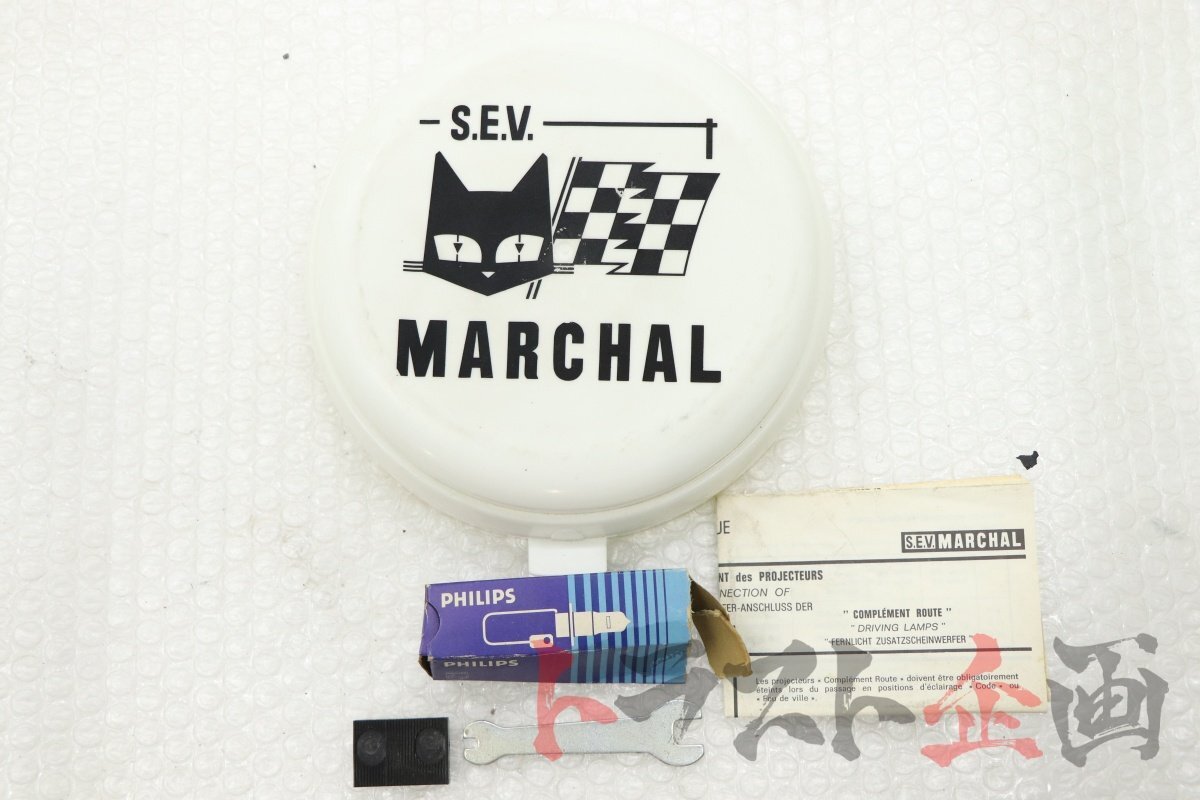 S.E.V.
MARCHAL
UE
S.E.V. MARCHAL
NT des PROJECTEURS
NECTION OF
TER-ANSCHLUSS DER
" COMPLÉMENT ROUTE "
" DRIVING LAMPS "
" FERNLICHT ZUSATZSCHEINWERFER "
Les projecteurs « Complément Route » doivent être obligatoirement
éteints lors du passage en positions d'éclairage « Code » ou
« Feu de ville ».
PHILIPS
PHILIPS
トラスト企画